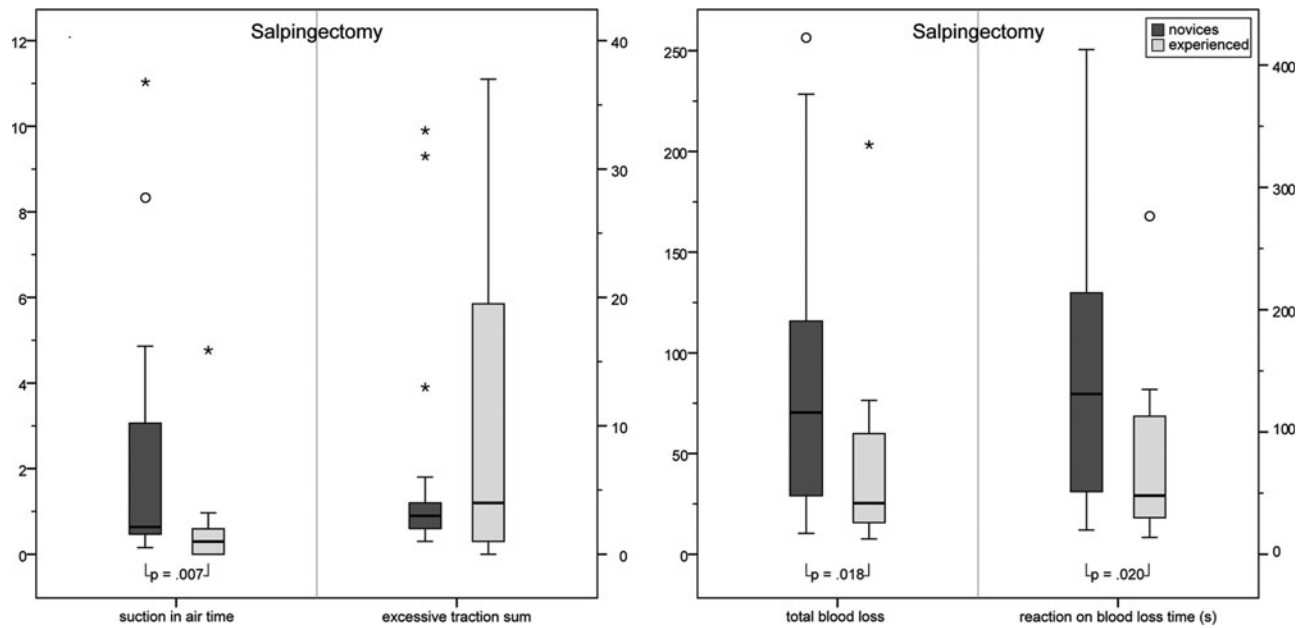 Salpingectomy
12
10
8
6
4
2
0
40
30
20
10
0
p = .007
suction in air time
excessive traction sum
Salpingectomy
novices
experienced
250
200
150
100
75
50
25
0
400
300
200
100
0
p = .018
p = .020
total blood loss
reaction on blood loss time (s)